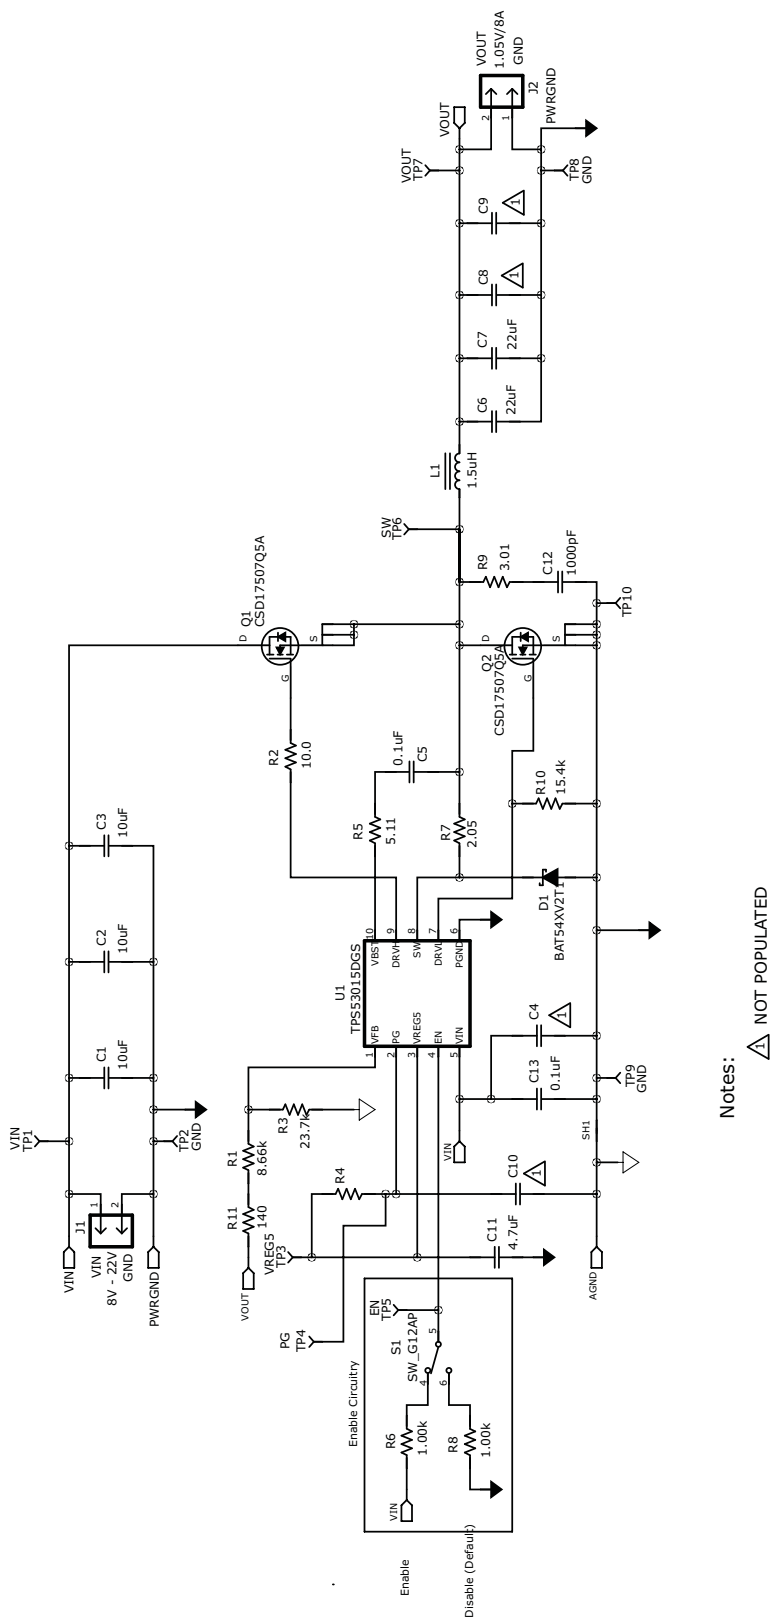 VIN
J1
1
2
VIN
8V - 22V
GND
PWRGND
VIN
TP1
TP2
GND
C1
10uF
C2
10uF
C3
10uF
Q1
CSD17507Q5A
D
S
G
R2
10.0
VOUT
R11
140
R1
8.66k
R3
23.7k
VREG5
TP3
PG
TP4
R4
U1
TPS53015DGS
1
VFB
2
PG
3
VREG5
4
EN
5
VIN
10
VBST
9
DRVH
8
SW
7
DRVL
6
PGND
R5
5.11
0.1uF
C5
R7
2.05
SW
TP6
L1
1.5uH
C6
22uF
C7
22uF
C8
1
C9
1
VOUT
TP7
TP8
GND
VOUT
2
1
J2
PWRGND
VOUT
1.05V/8A
GND
R9
3.01
C12
1000pF
TP10
Q2
CSD17507Q5A
D
S
G
R10
15.4k
D1
BAT54XV2T1
C4
1
C13
0.1uF
TP9
GND
SH1
VIN
C10
1
C11
4.7uF
AGND
Enable Circuitry
EN
TP5
S1
SW_G12AP
5
4
6
R6
1.00k
R8
1.00k
VIN
Enable
Disable (Default)
Notes:
1 NOT POPULATED